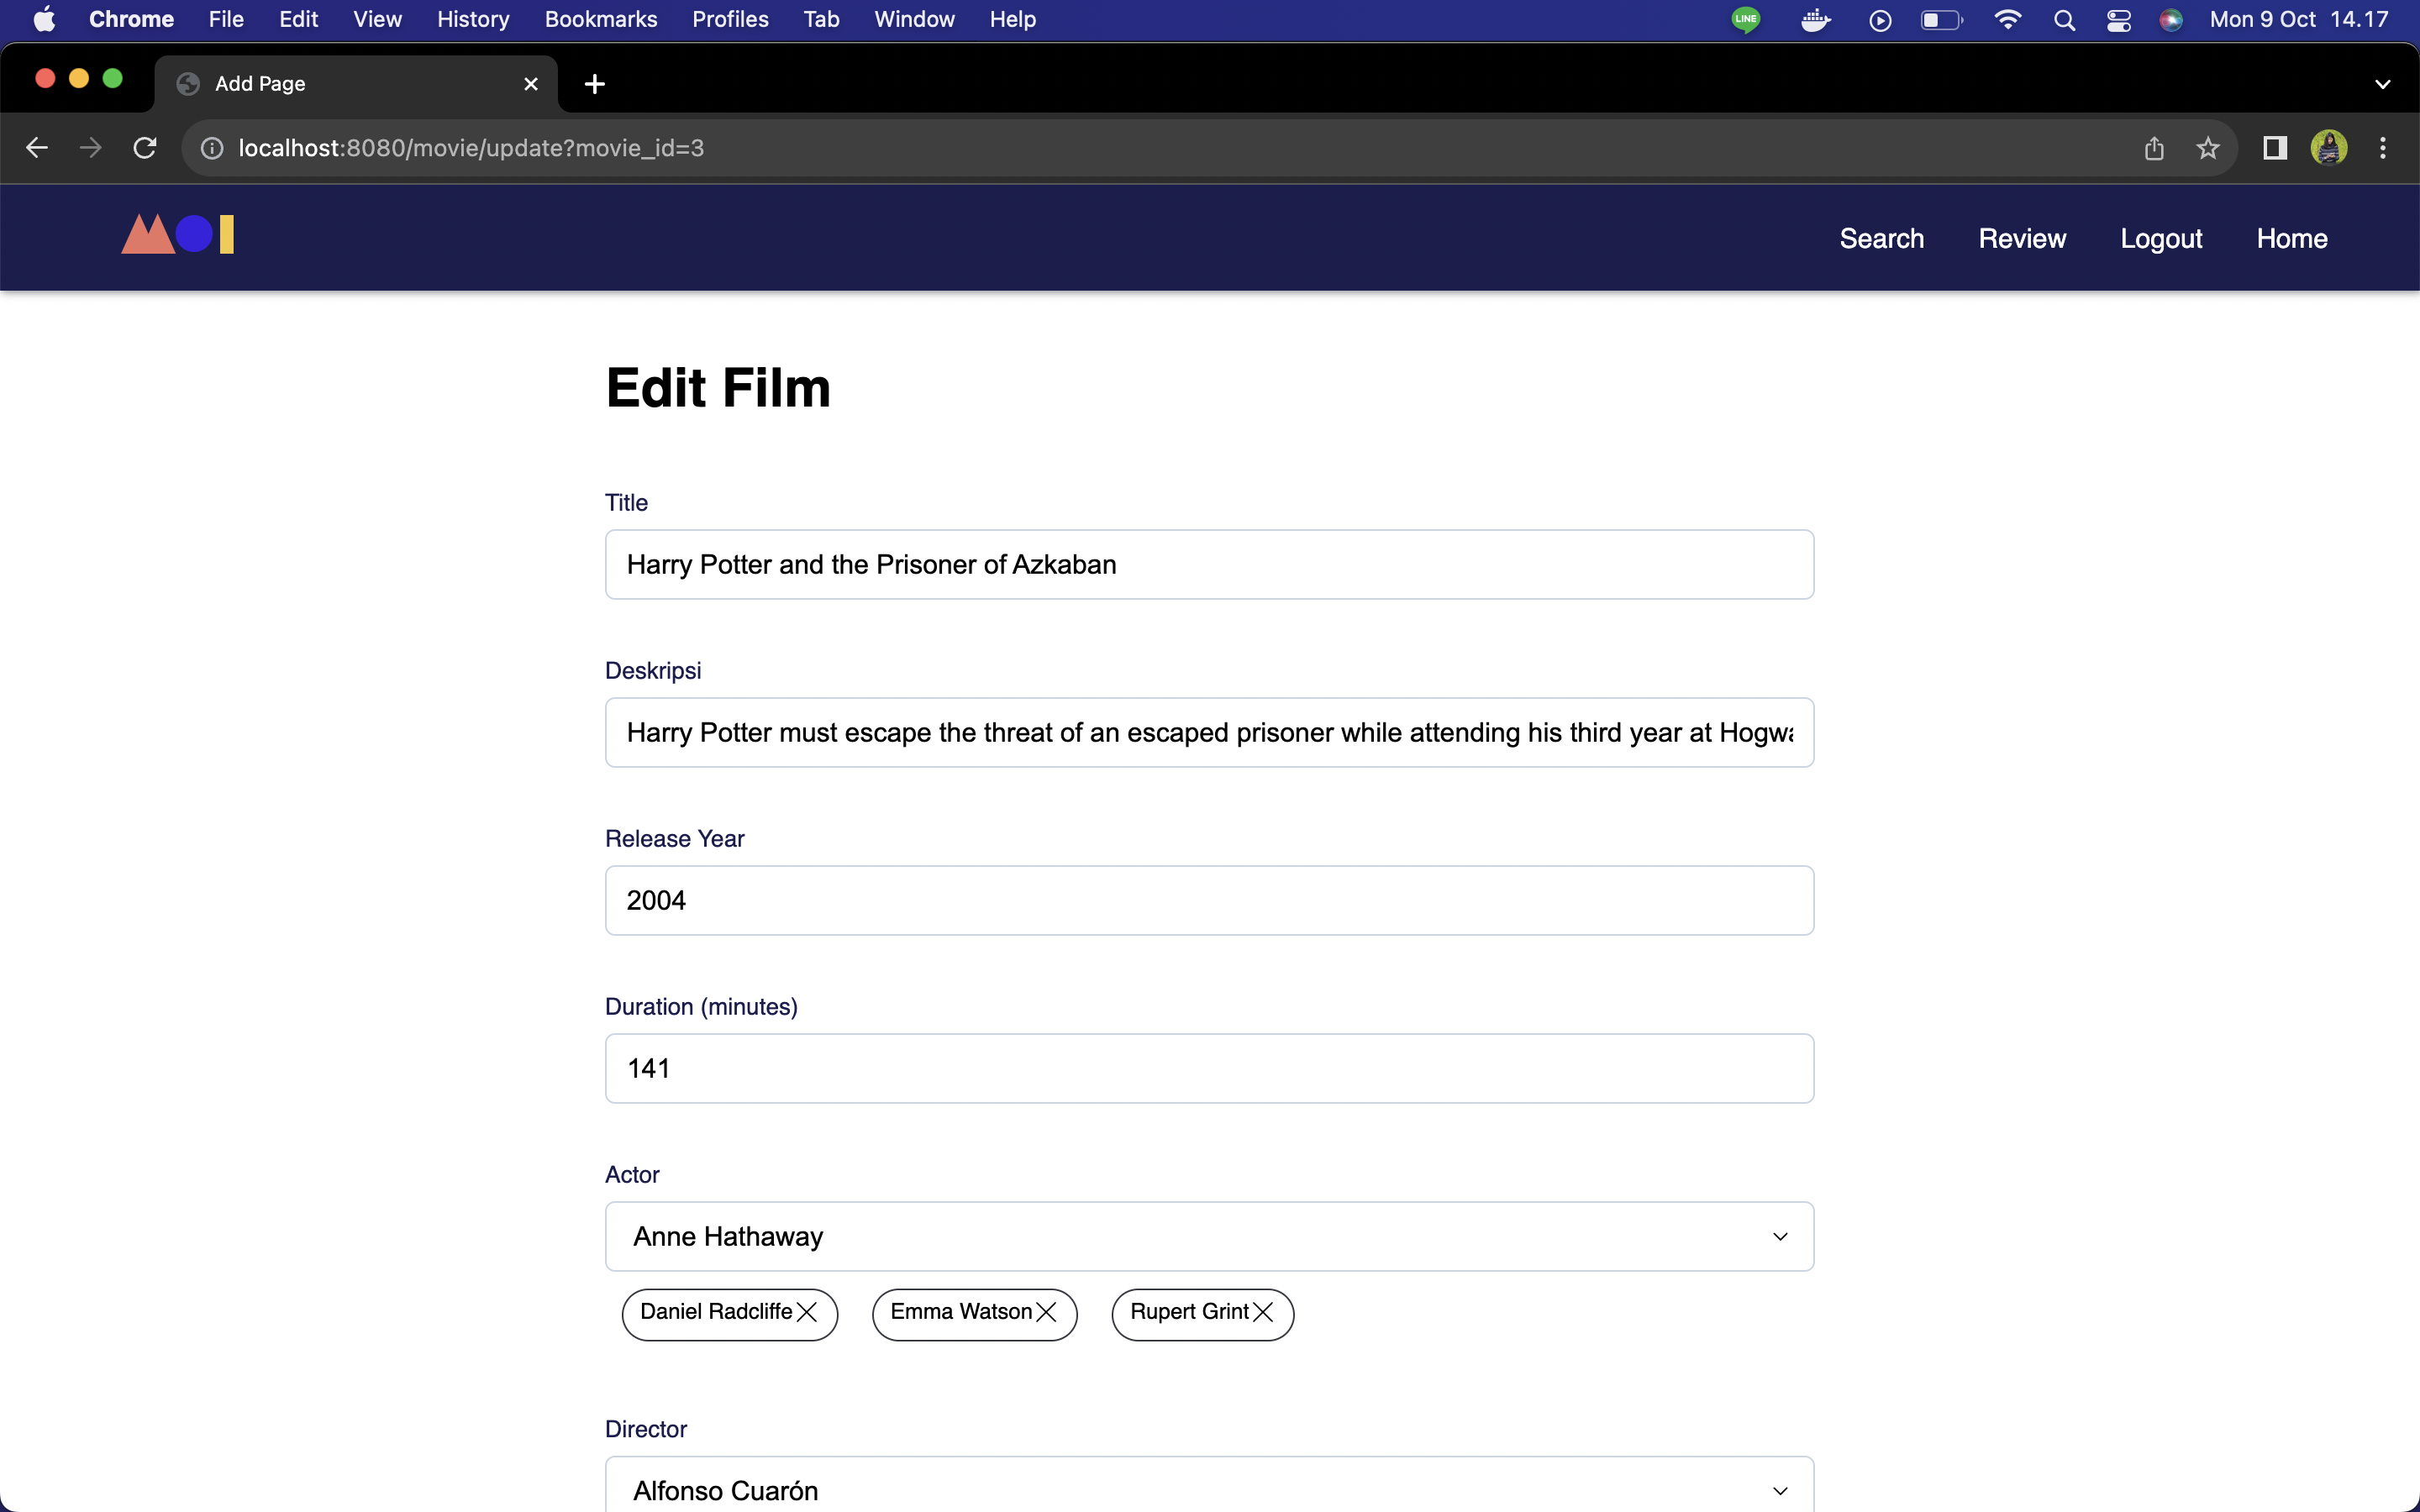 Chrome File Edit View History Bookmarks Profiles Tab Window Help LINE Mon 9 Oct 14.17
Add Page
localhost:8080/movie/update?movie_id=3
MOI Search Review Logout Home
Edit Film
Title
Harry Potter and the Prisoner of Azkaban
Deskripsi
Harry Potter must escape the threat of an escaped prisoner while attending his third year at Hogwa
Release Year
2004
Duration (minutes)
141
Actor
Anne Hathaway
Daniel Radcliffe Emma Watson Rupert Grint
Director
Alfonso Cuarón